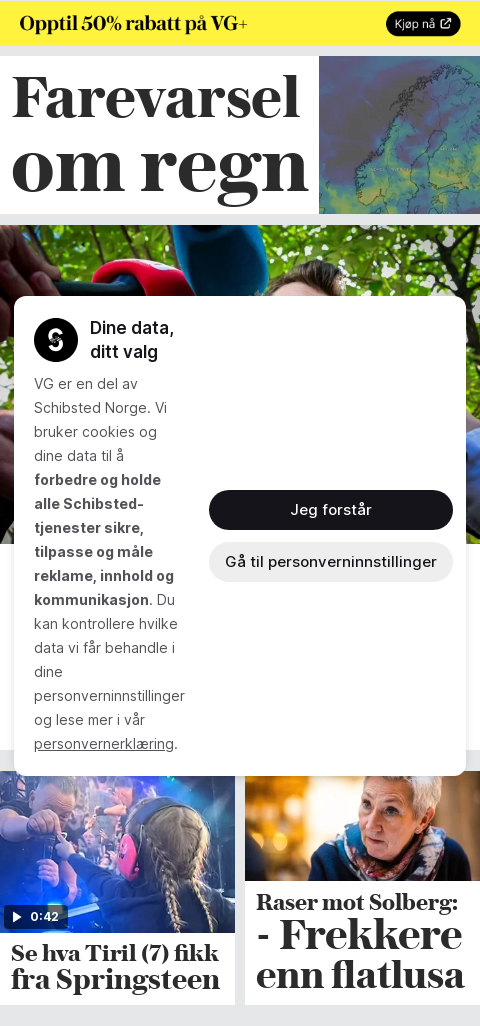 Opptil 50% rabatt på VG+
Kjøp nå
Farevarsel
om regn
Dine data,
ditt valg
VG er en del av
Schibsted Norge. Vi
bruker cookies og
dine data til å
forbedre og holde
alle Schibsted-
tjenester sikre,
tilpasse og måle
reklame, innhold og
kommunikasjon. Du
kan kontrollere hvilke
data vi får behandle i
dine
personverninnstillinger
og lese mer i vår
personvernerklæring.
Jeg forstår
Gå til personverninnstillinger
0:42
Se hva Tiril (7) fikk
fra Springsteen
Raser mot Solberg:
- Frekkere
enn flatlusa